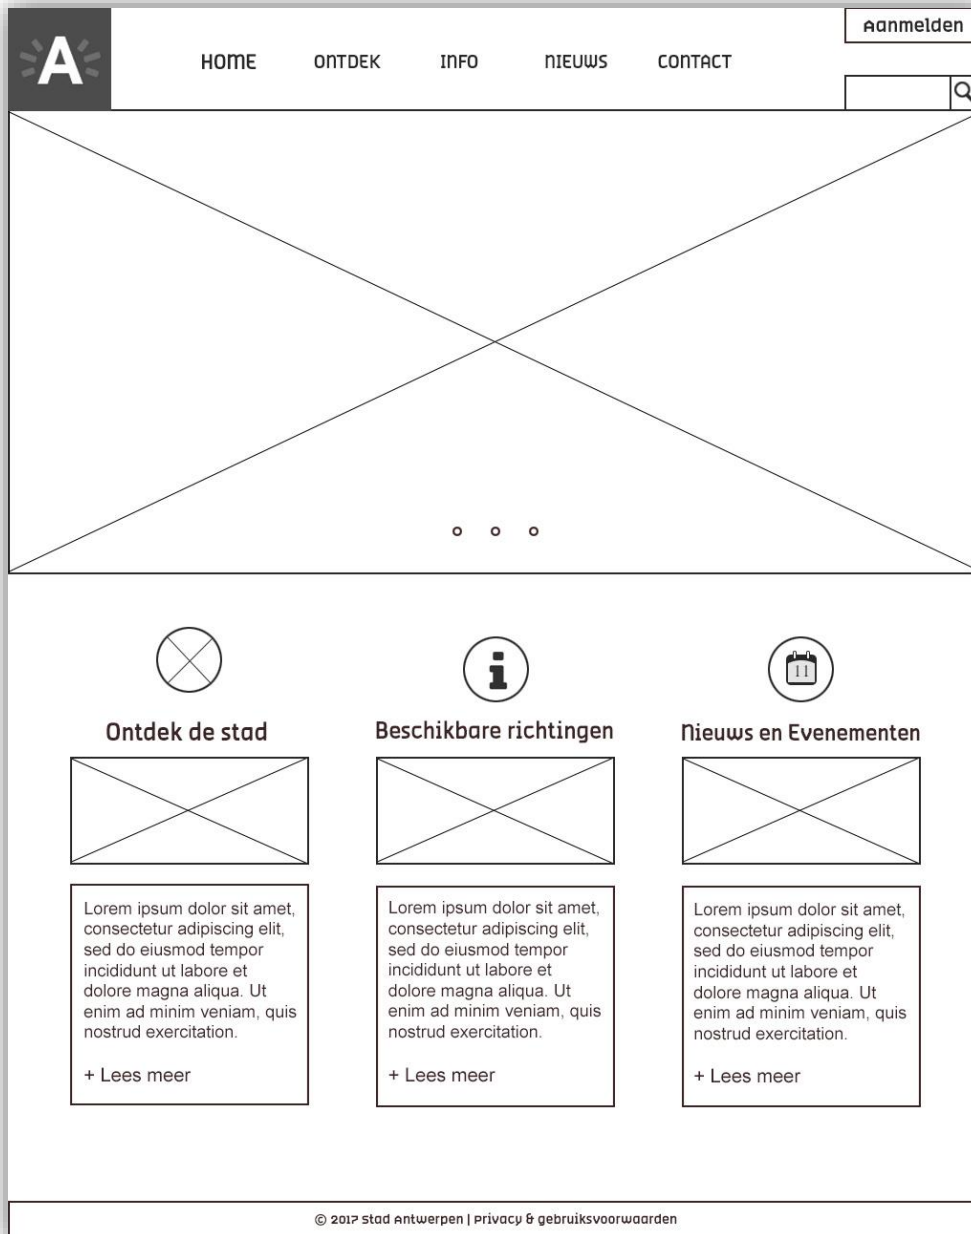 A
HOME ONTDEK INFO NIEUWS CONTACT
Aanmelden
Ontdek de stad
Beschikbare richtingen
11
Nieuws en Evenementen
Lorem ipsum dolor sit amet,
consectetur adipiscing elit,
sed do eiusmod tempor
incididunt ut labore et
dolore magna aliqua. Ut
enim ad minim veniam, quis
nostrud exercitation.
+ Lees meer
Lorem ipsum dolor sit amet,
consectetur adipiscing elit,
sed do eiusmod tempor
incididunt ut labore et
dolore magna aliqua. Ut
enim ad minim veniam, quis
nostrud exercitation.
+ Lees meer
Lorem ipsum dolor sit amet,
consectetur adipiscing elit,
sed do eiusmod tempor
incididunt ut labore et
dolore magna aliqua. Ut
enim ad minim veniam, quis
nostrud exercitation.
+ Lees meer
© 2017 Stad Antwerpen | Privacy & gebruiksvoorwaarden